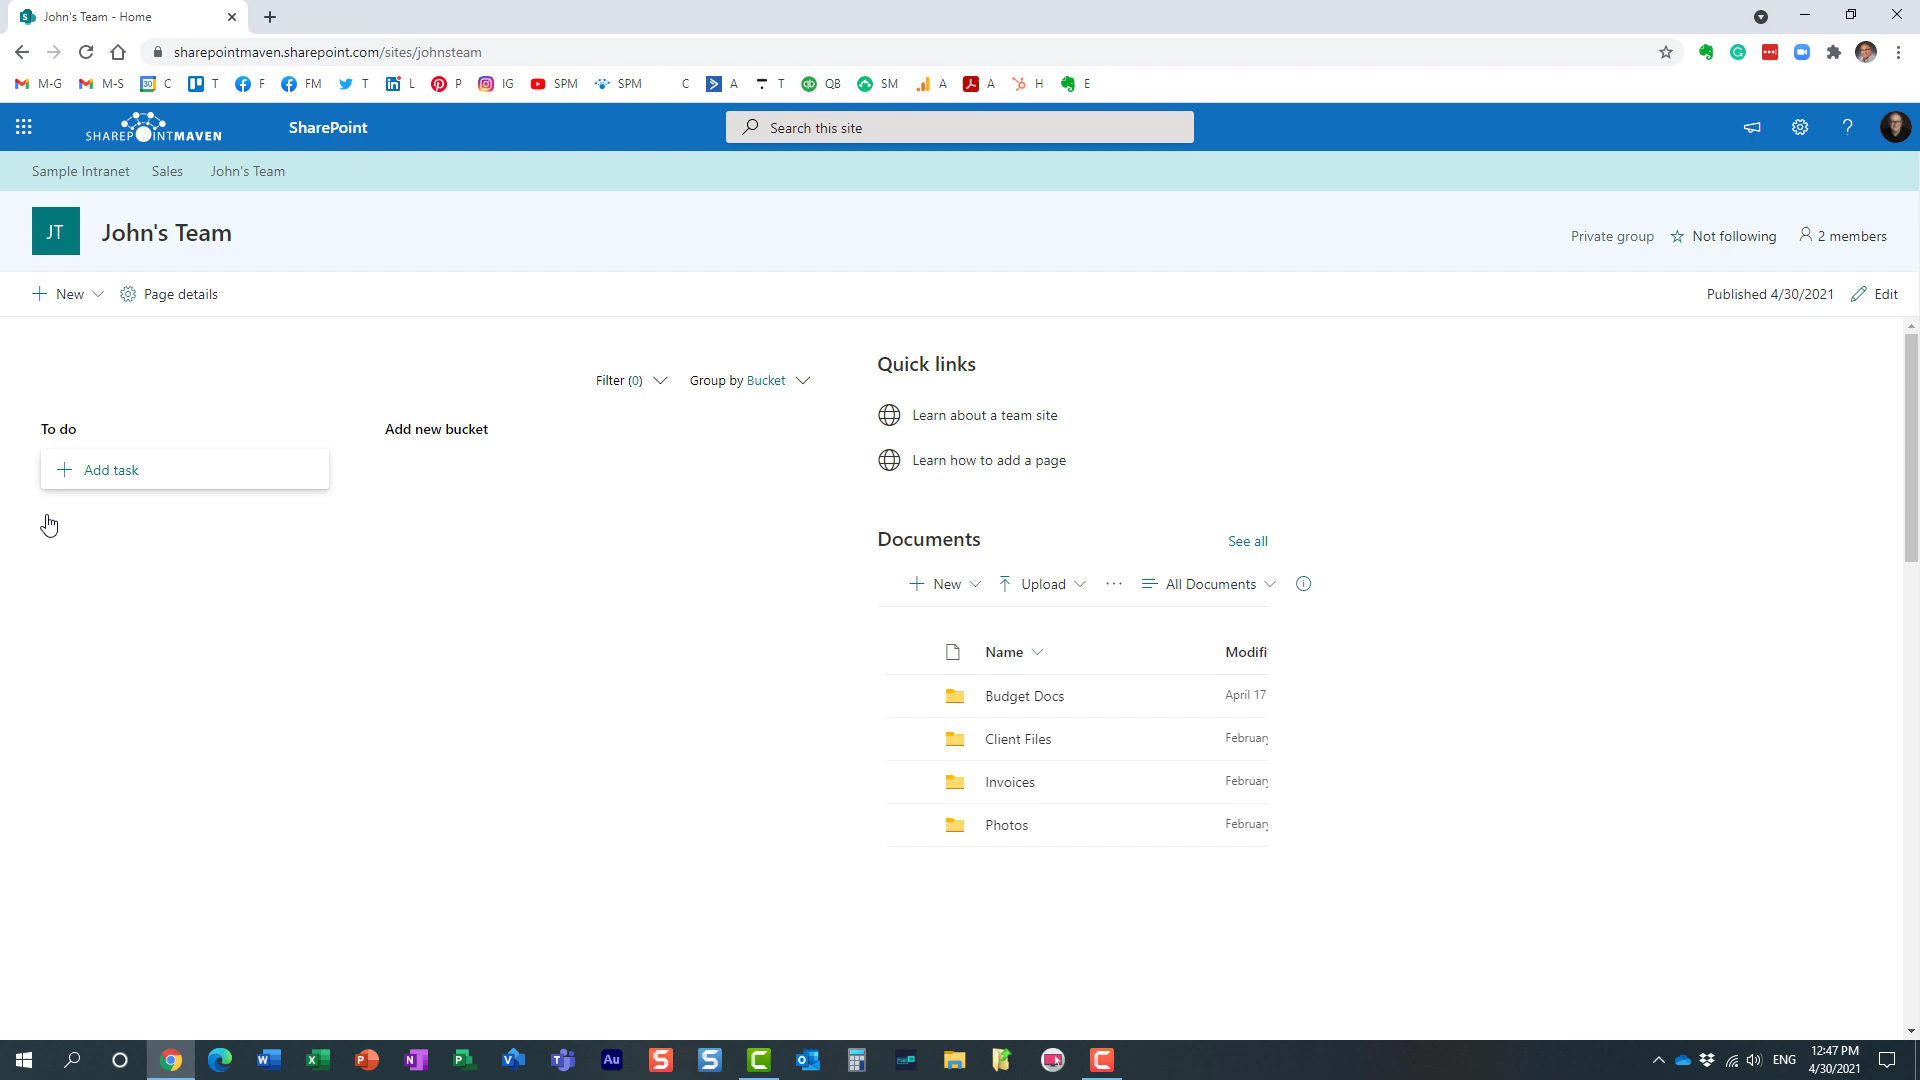 John's Team - Home
sharepointmaven.sharepoint.com/sites/johnsteam
M-G M-S C T F FM T L P IG SPM SPM C A T QB SM A A H E
SHAREPOINTMAVEN SharePoint Search this site
Sample Intranet Sales John's Team
JT John's Team Private group Not following 2 members
New Page details Published 4/30/2021 Edit
Quick links
Filter (0) Group by Bucket
Learn about a team site
To do Add new bucket
Learn how to add a page
Add task
Documents See all
New Upload ... All Documents
Name Modifi
Budget Docs April 17
Client Files February
Invoices February
Photos February
ENG 12:47 PM
4/30/2021